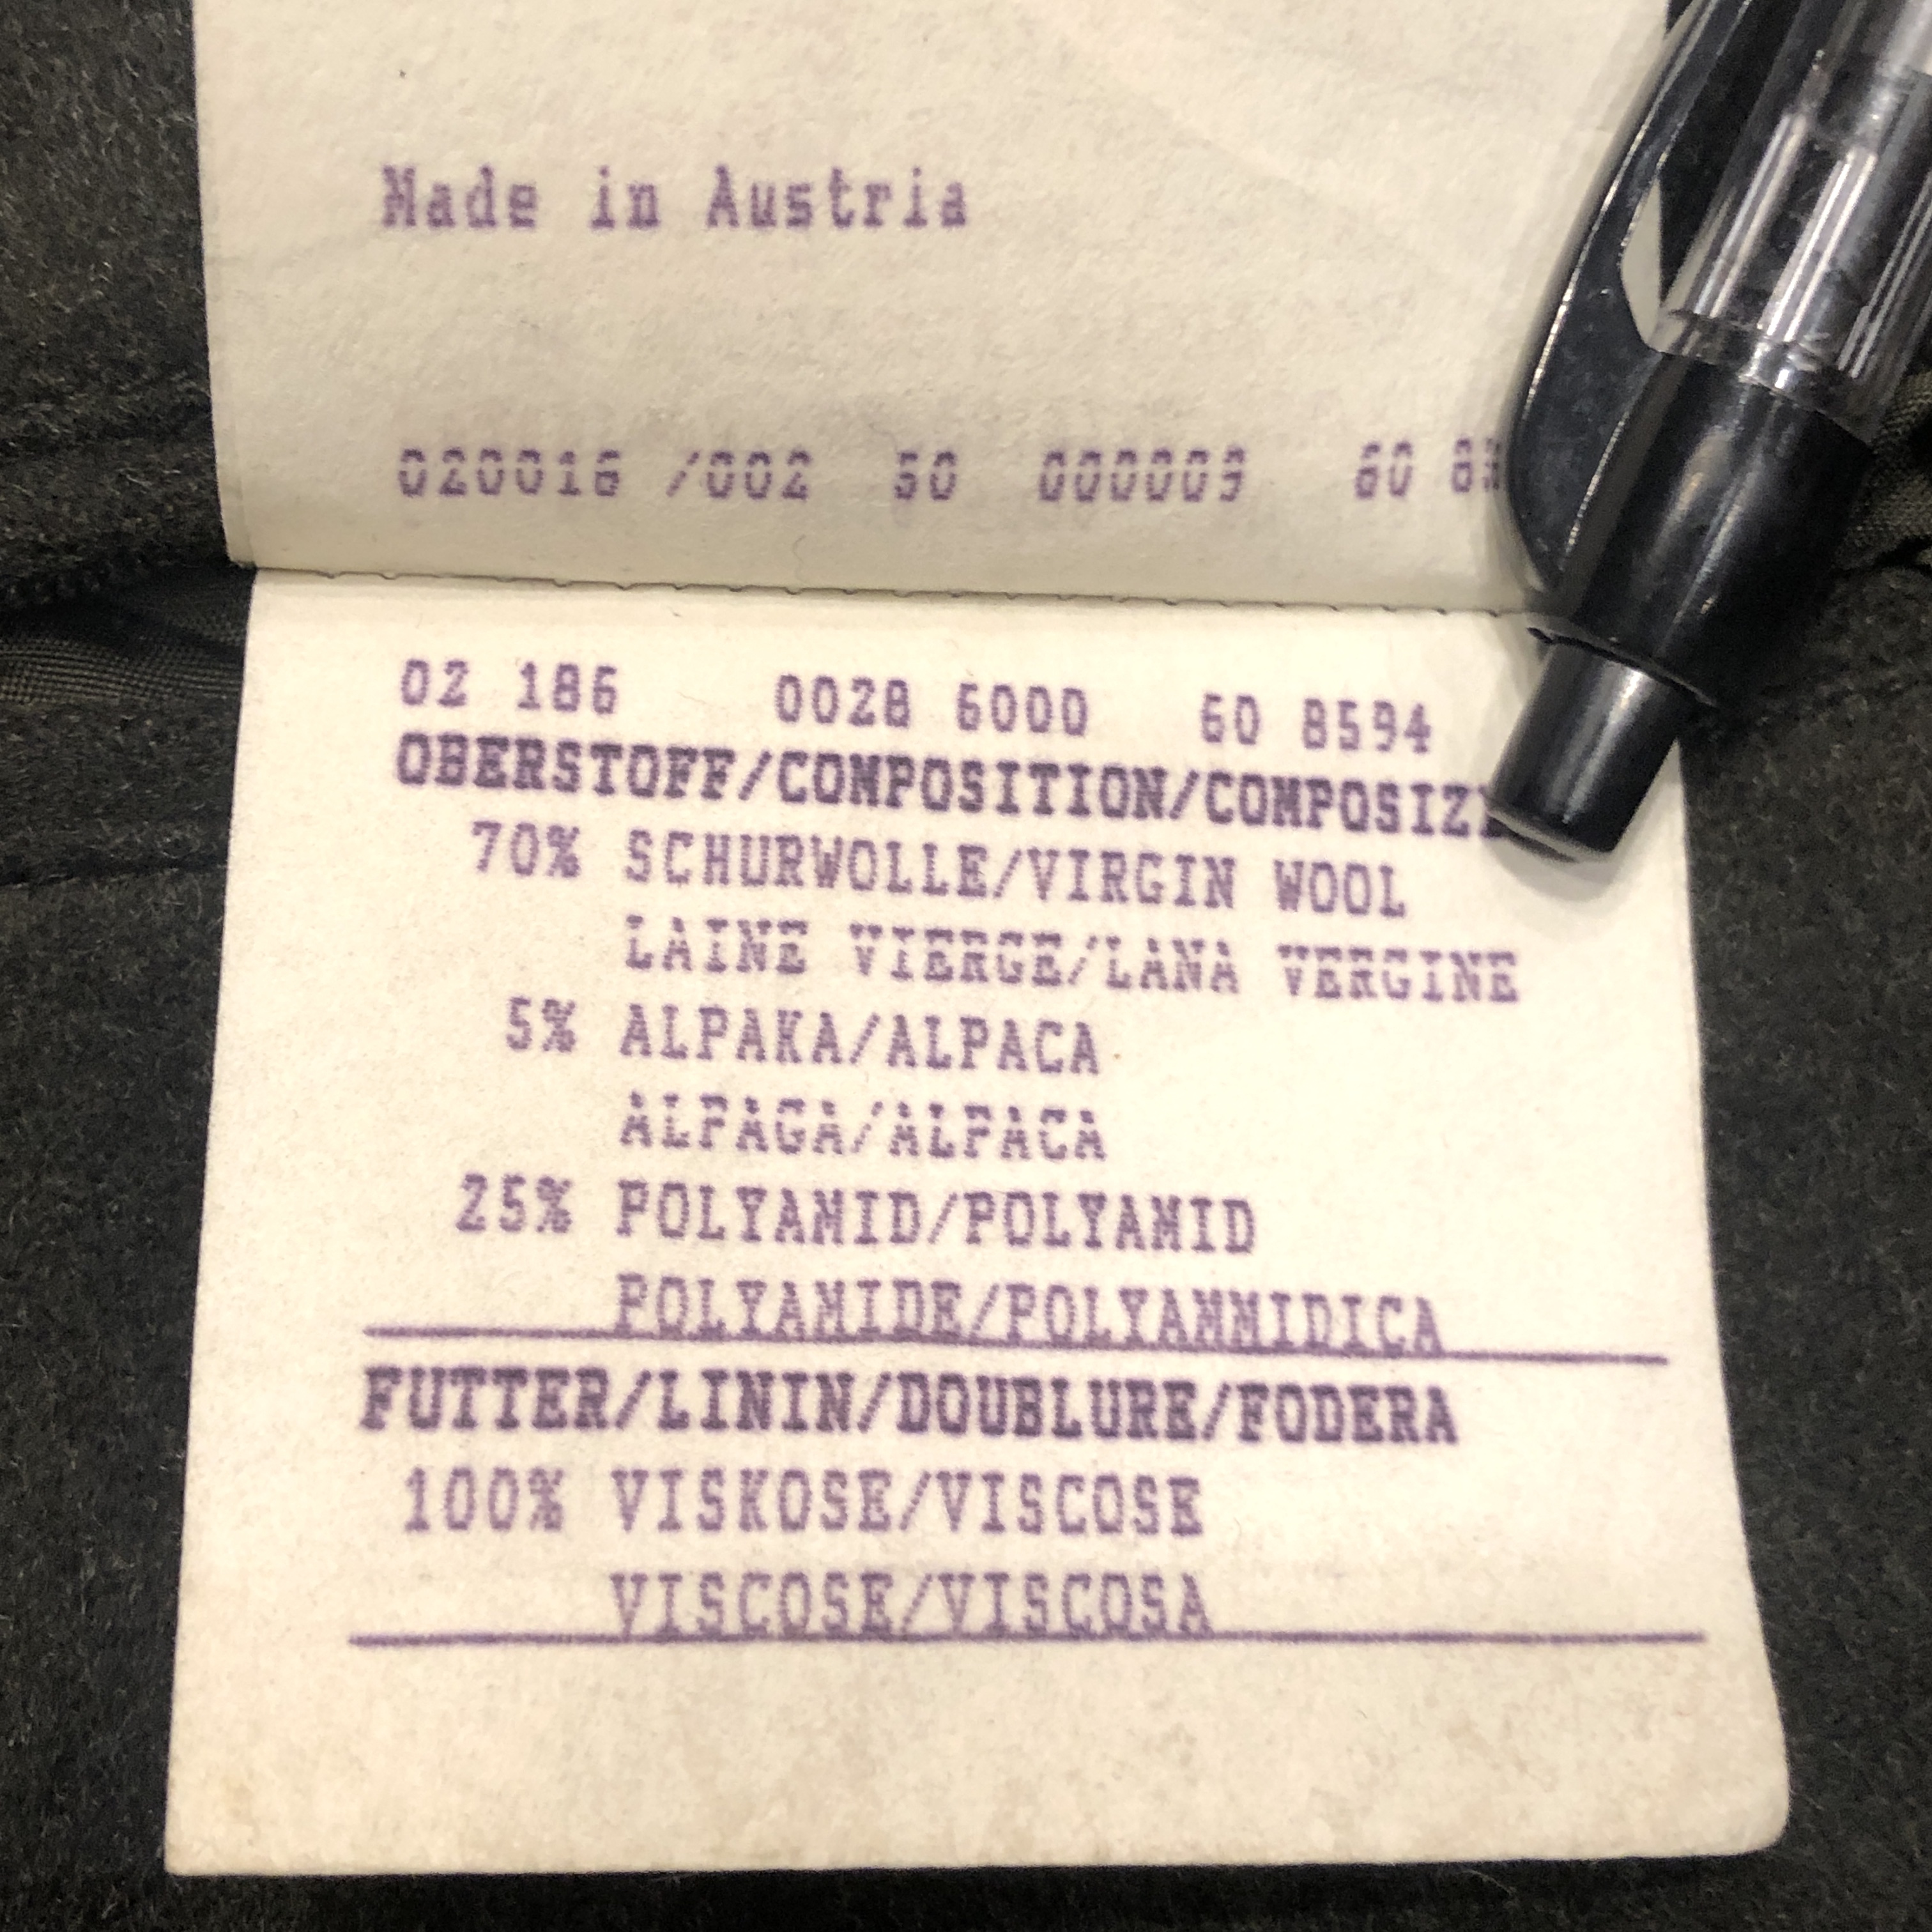 Made in Austria
020016 /002 50 000003 60
02 186 0028 6000 60 8594
OBERSTOFF/COMPOSITION/COMPOSIZ
70% SCHURWOLLE/VIRGIN WOOL
LAINE VIERGE/LANA VERGINE
5% ALPAKA/ALPACA
ALPAGA/ALPACA
25% POLYAMID/POLYAMID
POLYAMIDE/POLYAMMIDICA
FUTTER/LININ/DOUBLURE/FODERA
100% VISKOSE/VISCOSE
VISCOSE/VISCOSA